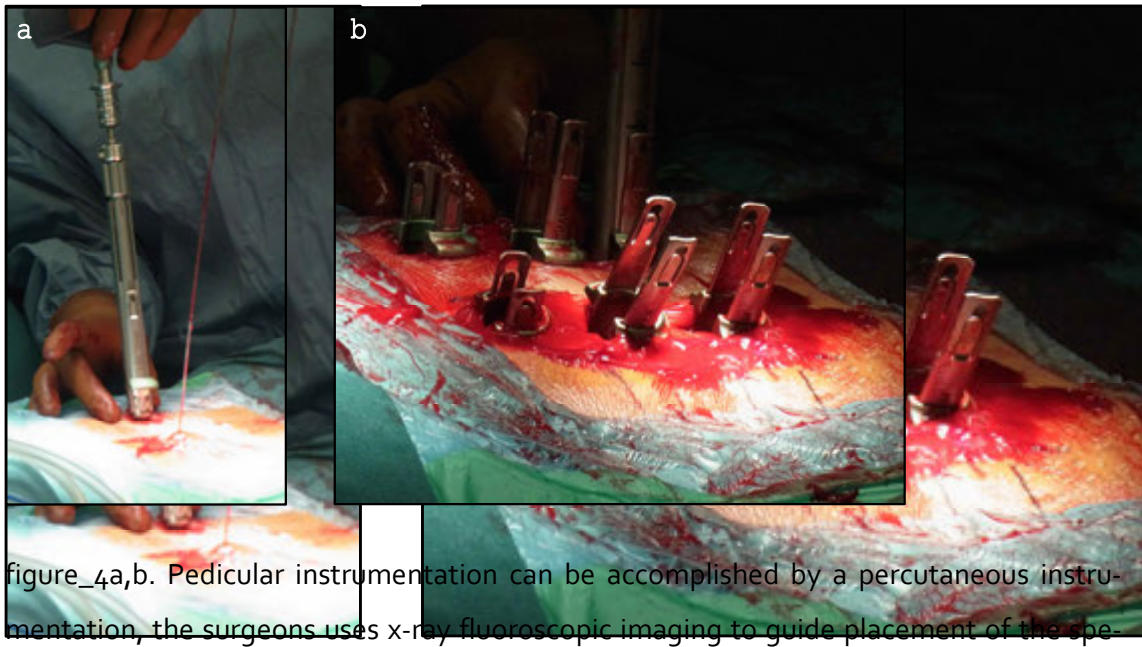 a
b
figure_4a,b. Pedicular instrumentation can be accomplished by a percutaneous instru-
mentation, the surgeons uses x-ray fluoroscopic imaging to guide placement of the spe-